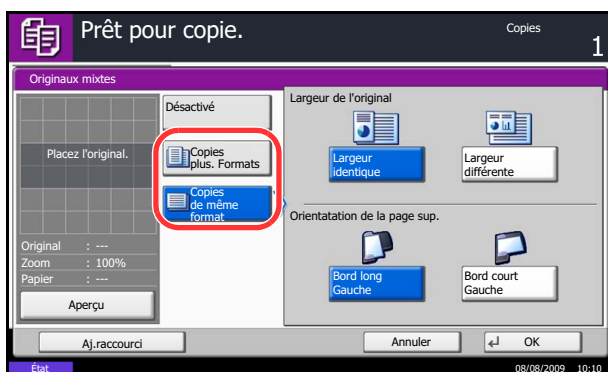 Prêt pour copie.
Copies
1
Originaux mixtes
Placez l'original.
Original : ---
Zoom : 100%
Papier : ---
Aperçu
Désactivé
Copies
plus. Formats
Copies
de même
format
Largeur de l'original
Largeur
identique
Largeur
différente
Orientatation de la page sup.
Bord long
Gauche
Bord court
Gauche
Aj.raccourci
Annuler
OK
État
08/08/2009 10:10